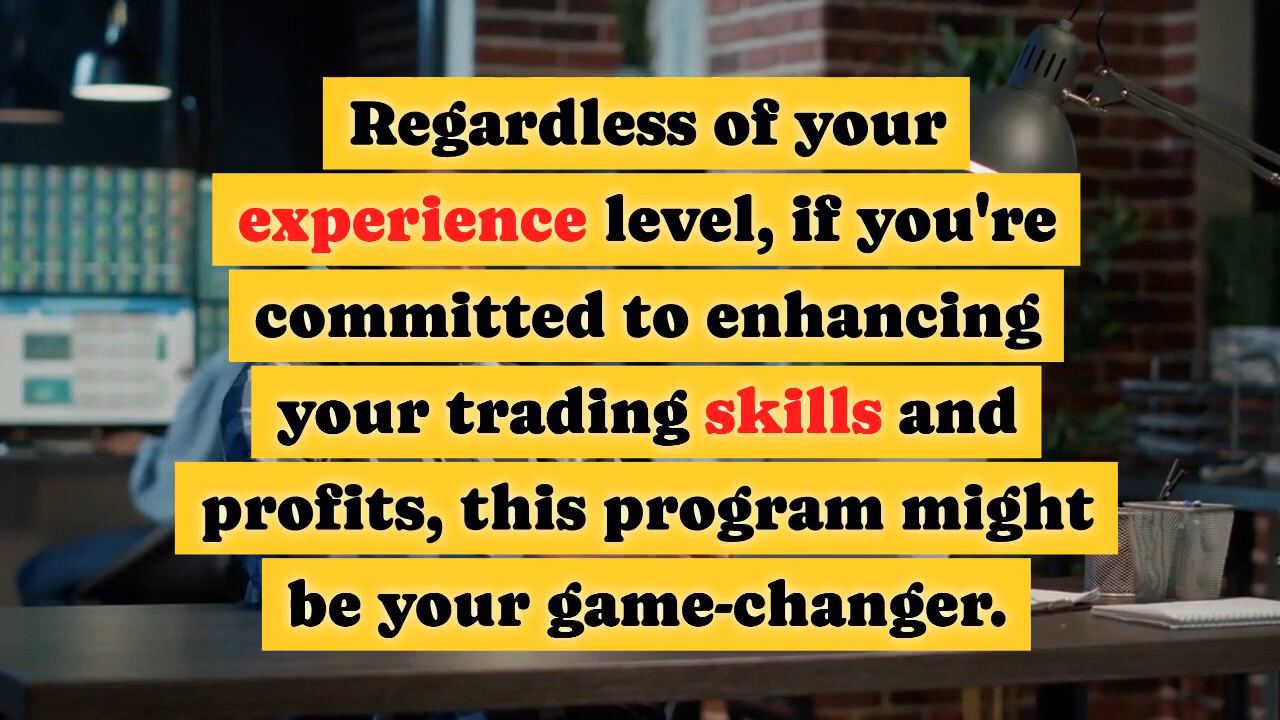 Regardless of your
experience level, if you're
committed to enhancing
your trading skills and
profits, this program might
be your game-changer.